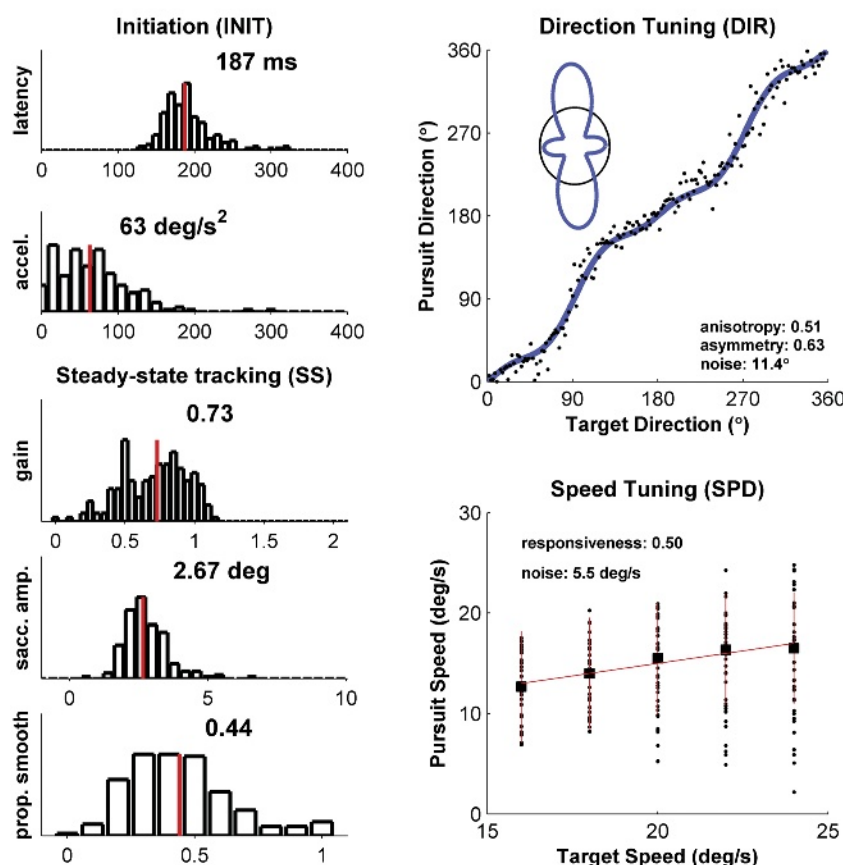 Initiation (INIT)
187 ms
latency
0 100 200 300 400
63 deg/s²
accel.
0 100 200 300 400
Steady-state tracking (SS)
0.73
gain
0 0.5 1 1.5 2
2.67 deg
sacc. amp.
0 5 10
0.44
prop. smooth
0 0.5 1
Direction Tuning (DIR)
360
270
180
90
0
Pursuit Direction (°)
anisotropy: 0.51
asymmetry: 0.63
noise: 11.4°
0 90 180 270 360
Target Direction (°)
Speed Tuning (SPD)
30
20
10
0
Pursuit Speed (deg/s)
responsiveness: 0.50
noise: 5.5 deg/s
15 20 25
Target Speed (deg/s)